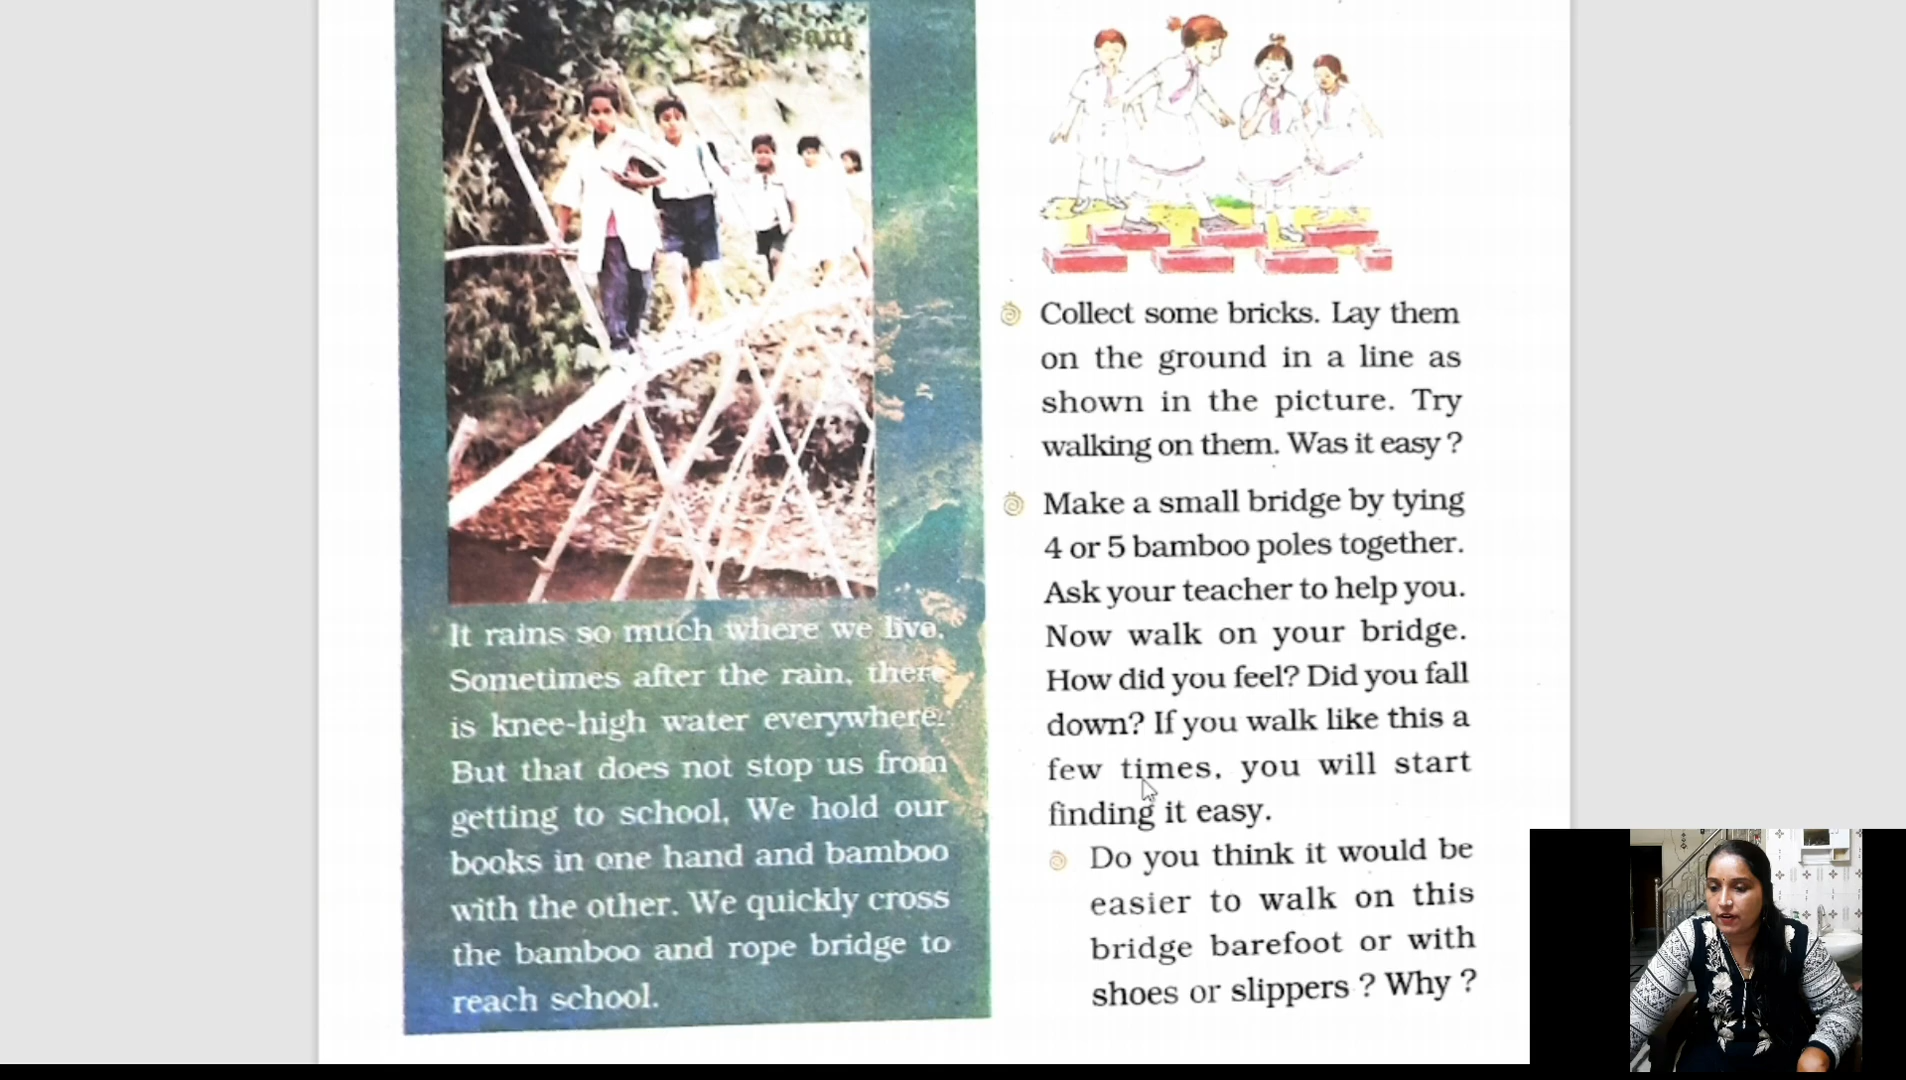 It rains so much where we live.
Sometimes after the rain, there
is knee-high water everywhere.
But that does not stop us from
getting to school, We hold our
books in one hand and bamboo
with the other. We quickly cross
the bamboo and rope bridge to
reach school.
Collect some bricks. Lay them
on the ground in a line as
shown in the picture. Try
walking on them. Was it easy ?
Make a small bridge by tying
4 or 5 bamboo poles together.
Ask your teacher to help you.
Now walk on your bridge.
How did you feel? Did you fall
down? If you walk like this a
few times, you will start
finding it easy.
Do you think it would be
easier to walk on this
bridge barefoot or with
shoes or slippers ? Why ?